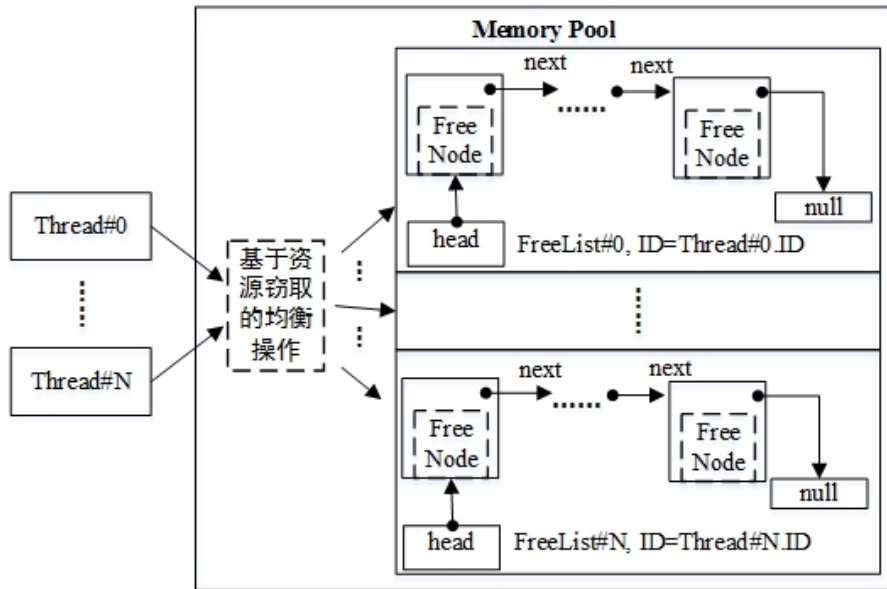 Memory Pool
next
next
......
Free
Node
Free
Node
null
head
FreeList#0, ID=Thread#0.ID
Thread#0
基于资
源窃取
的均衡
操作
Thread#N
next
next
......
Free
Node
Free
Node
null
head
FreeList#N, ID=Thread#N.ID